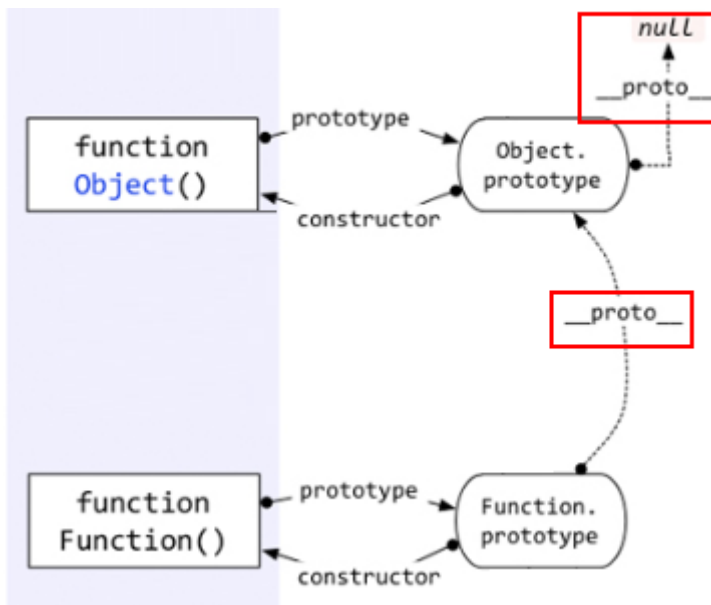 null
__proto__
prototype
function
Object()
Object.
prototype
constructor
__proto__
prototype
function
Function()
Function.
prototype
constructor